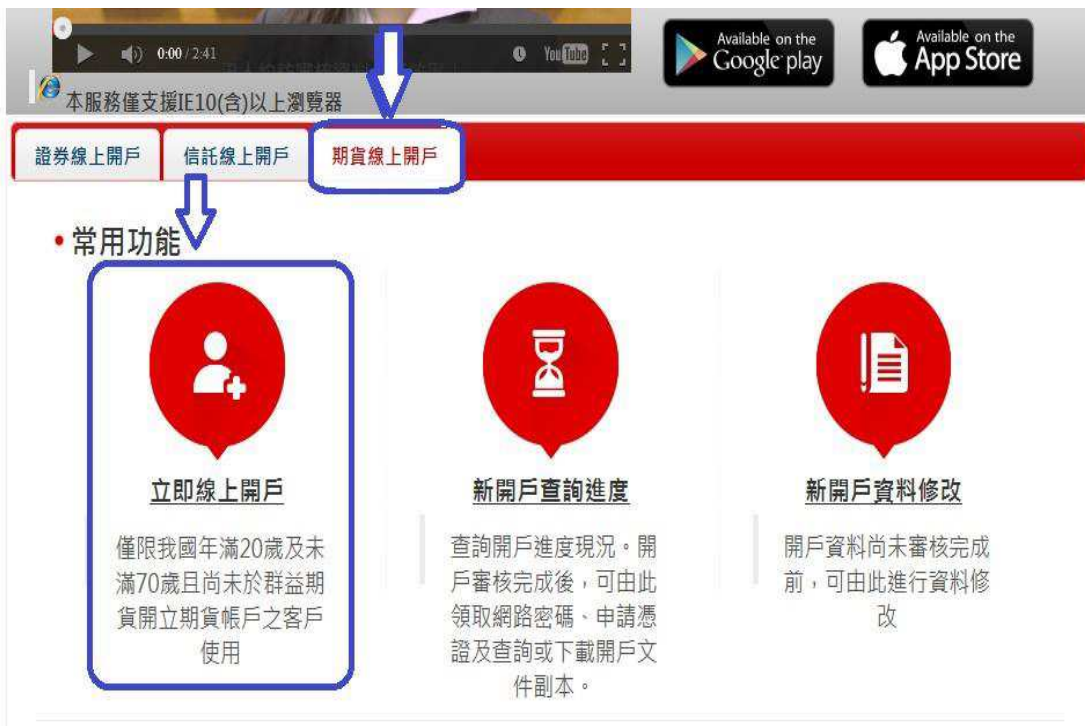 0:00 / 2:41
You Tube
Available on the
Google play
Available on the
App Store
本服務僅支援IE10(含)以上瀏覽器
證券線上開戶
信託線上開戶
期貨線上開戶
•常用功能
立即線上開戶
僅限我國年滿20歲及未
滿70歲且尚未於群益期
貨開立期貨帳戶之客戶
使用
新開戶查詢進度
查詢開戶進度現況。開
戶審核完成後，可由此
領取網路密碼、申請憑
證及查詢或下載開戶文
件副本。
新開戶資料修改
開戶資料尚未審核完成
前，可由此進行資料修
改